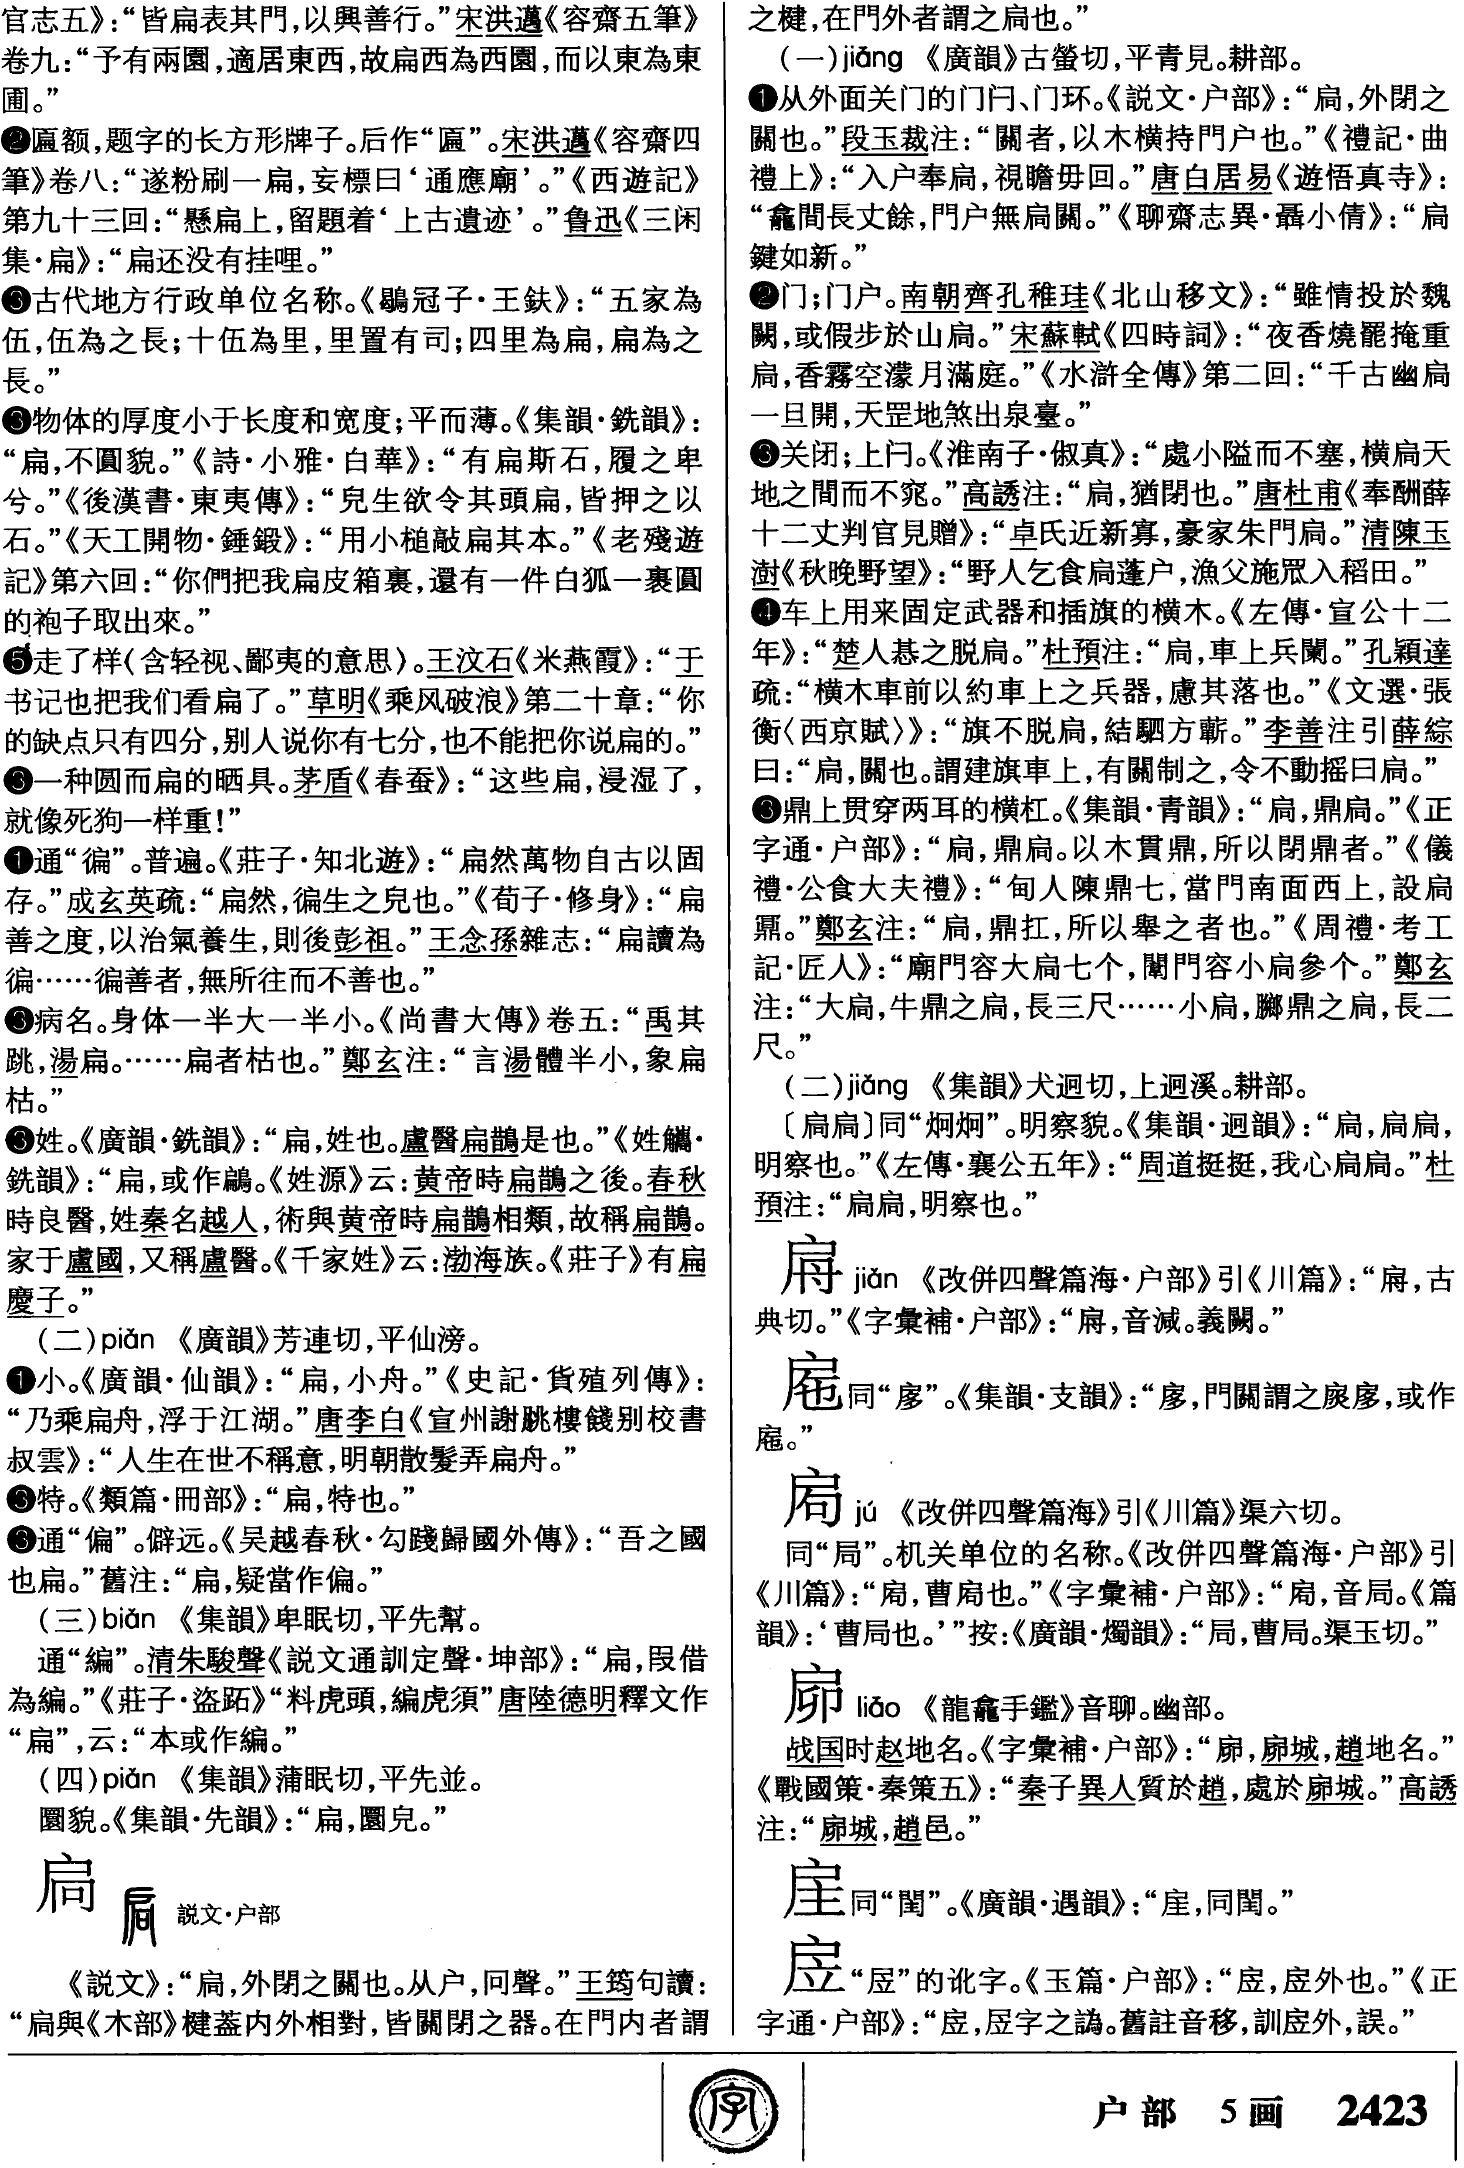 官志五》：“皆扁表其門，以興善行。”宋洪邁《容齋五筆》
卷九：“予有兩園，適居東西，故扁西為西園，而以東為東
圃。”
❷匾额，题字的长方形牌子。后作“匾”。宋洪邁《容齋四
筆》卷八：“遂粉刷一扁，妄標曰‘通應廟’。”《西遊記》
第九十三回：“懸扁上，留題着‘上古遺迹’。”鲁迅《三闲
集·扁》：“扁还没有挂哩。”
❸古代地方行政单位名称。《鶡冠子·王鈇》：“五家為
伍，伍為之長；十伍為里，里置有司；四里為扁，扁為之
長。”
❸物体的厚度小于长度和宽度；平而薄。《集韻·銑韻》：
“扁，不圓貌。”《詩·小雅·白華》：“有扁斯石，履之卑
兮。”《後漢書·東夷傳》：“兒生欲令其頭扁，皆押之以
石。”《天工開物·錘鍛》：“用小槌敲扁其本。”《老殘遊
記》第六回：“你們把我扁皮箱裏，還有一件白狐一裹圓
的袍子取出來。”
❺走了样（含轻视、鄙夷的意思）。王汶石《米燕霞》：“于
书记也把我们看扁了。”草明《乘风破浪》第二十章：“你
的缺点只有四分，别人说你有七分，也不能把你说扁的。”
❸一种圆而扁的晒具。茅盾《春蚕》：“这些扁，浸湿了，
就像死狗一样重！”
❶通“徧”。普遍。《莊子·知北遊》：“扁然萬物自古以固
存。”成玄英疏：“扁然，徧生之皃也。”《荀子·修身》：“扁
善之度，以治氣養生，則後彭祖。”王念孫雜志：“扁讀為
徧……徧善者，無所往而不善也。”
❸病名。身体一半大一半小。《尚書大傳》卷五：“禹其
跳，湯扁。……扁者枯也。”鄭玄注：“言湯體半小，象扁
枯。”
❸姓。《廣韻·銑韻》：“扁，姓也。盧醫扁鵲是也。”《姓觿·
銑韻》：“扁，或作鶣。《姓源》云：黄帝時扁鵲之後。春秋
時良醫，姓秦名越人，術與黄帝時扁鵲相類，故稱扁鵲。
家于盧國，又稱盧醫。《千家姓》云：渤海族。《莊子》有扁
慶子。”
（二）piān 《廣韻》芳連切，平仙滂。
❶小。《廣韻·仙韻》：“扁，小舟。”《史記·貨殖列傳》：
“乃乘扁舟，浮于江湖。”唐李白《宣州謝朓樓餞别校書
叔雲》：“人生在世不稱意，明朝散髮弄扁舟。”
❸特。《類篇·冊部》：“扁，特也。”
❸通“偏”。僻远。《吴越春秋·勾踐歸國外傳》：“吾之國
也扁。”舊注：“扁，疑當作偏。”
（三）biān 《集韻》卑眠切，平先幫。
通“編”。清朱駿聲《説文通訓定聲·坤部》：“扁，叚借
為編。”《莊子·盜跖》“料虎頭，編虎須”唐陸德明釋文作
“扁”，云：“本或作編。”
（四）piǎn 《集韻》蒲眠切，平先並。
圜貌。《集韻·先韻》：“扁，圜皃。”
扃 扃 説文·户部
《説文》：“扃，外閉之關也。从户，冋聲。”王筠句讀：
“扃與《木部》楗葢内外相對，皆關閉之器。在門内者謂
之楗，在門外者謂之扃也。”
（一）jiǎng 《廣韻》古螢切，平青見。耕部。
❶从外面关门的门闩、门环。《説文·户部》：“扃，外閉之
關也。”段玉裁注：“關者，以木横持門户也。”《禮記·曲
禮上》：“入户奉扃，視瞻毋回。”唐白居易《遊悟真寺》：
“龕間長丈餘，門户無扃關。”《聊齋志異·聶小倩》：“扃
鍵如新。”
❷门；门户。南朝齊孔稚珪《北山移文》：“雖情投於魏
闕，或假步於山扃。”宋蘇軾《四時詞》：“夜香燒罷掩重
扃，香霧空濛月滿庭。”《水滸全傳》第二回：“千古幽扃
一旦開，天罡地煞出泉臺。”
❸关闭；上闩。《淮南子·俶真》：“處小隘而不塞，横扃天
地之間而不窕。”高誘注：“扃，猶閉也。”唐杜甫《奉酬薛
十二丈判官見贈》：“卓氏近新寡，豪家朱門扃。”清陳玉
澍《秋晚野望》：“野人乞食扃蓬户，漁父施罛入稻田。”
❹车上用来固定武器和插旗的横木。《左傳·宣公十二
年》：“楚人惎之脱扃。”杜預注：“扃，車上兵闌。”孔穎達
疏：“横木車前以約車上之兵器，慮其落也。”《文選·張
衡〈西京賦〉》：“旗不脱扃，結駟方蘄。”李善注引薛綜
曰：“扃，關也。謂建旗車上，有關制之，令不動摇曰扃。”
❸鼎上贯穿两耳的横杠。《集韻·青韻》：“扃，鼎扃。”《正
字通·户部》：“扃，鼎扃。以木貫鼎，所以閉鼎者。”《儀
禮·公食大夫禮》：“甸人陳鼎七，當門南面西上，設扃
鼏。”鄭玄注：“扃，鼎扛，所以舉之者也。”《周禮·考工
記·匠人》：“廟門容大扃七个，闈門容小扃參个。”鄭玄
注：“大扃，牛鼎之扃，長三尺……小扃，膷鼎之扃，長二
尺。”
（二）jiǎng 《集韻》犬迥切，上迥溪。耕部。
〔扃扃〕同“炯炯”。明察貌。《集韻·迥韻》：“扃，扃扃，
明察也。”《左傳·襄公五年》：“周道挺挺，我心扃扃。”杜
預注：“扃扃，明察也。”
jiǎn 《改併四聲篇海·户部》引《川篇》：“，古
典切。”《字彙補·户部》：“，音減。義闕。”
同“扅”。《集韻·支韻》：“扅，門關謂之扊扅，或作
。”
jú 《改併四聲篇海》引《川篇》渠六切。
同“局”。机关单位的名称。《改併四聲篇海·户部》引
《川篇》：“，曹也。”《字彙補·户部》：“，音局。《篇
韻》：‘曹局也。’”按：《廣韻·燭韻》：“局，曹局。渠玉切。”
liǎo 《龍龕手鑑》音聊。幽部。
战国时赵地名。《字彙補·户部》：“，城，趙地名。”
《戰國策·秦策五》：“秦子異人質於趙，處於城。”高誘
注：“城，趙邑。”
同“閠”。《廣韻·遇韻》：“，同閠。”
“㞐”的讹字。《玉篇·户部》：“，外也。”《正
字通·户部》：“，字之譌。舊註音移，訓外，誤。”
字
户部 5画 2423